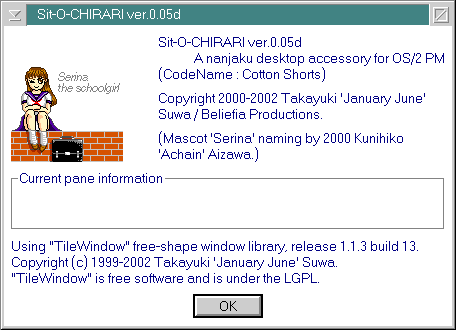 Sit-O-CHIRARI ver.0.05d
Sit-O-CHIRARI ver.0.05d
A nanjaku desktop accessory for OS/2 PM
(CodeName : Cotton Shorts)
Serina
the schoolgirl
Copyright 2000-2002 Takayuki 'January June'
Suwa / Beliefia Productions.
(Mascot 'Serina' naming by 2000 Kunihiko
'Achain' Aizawa.)
Current pane information
Using "TileWindow" free-shape window library, release 1.1.3 build 13.
Copyright (c) 1999-2002 Takayuki 'January June' Suwa.
"TileWindow" is free software and is under the LGPL.
OK